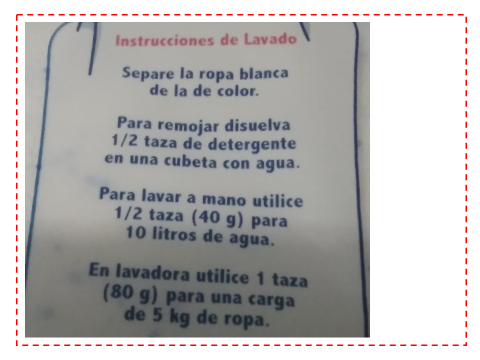 Instrucciones de Lavado
Separe la ropa blanca
de la de color.
Para remojar disuelva
1/2 taza de detergente
en una cubeta con agua.
Para lavar a mano utilice
1/2 taza (40 g) para
10 litros de agua.
En lavadora utilice 1 taza
(80 g) para una carga
de 5 kg de ropa.